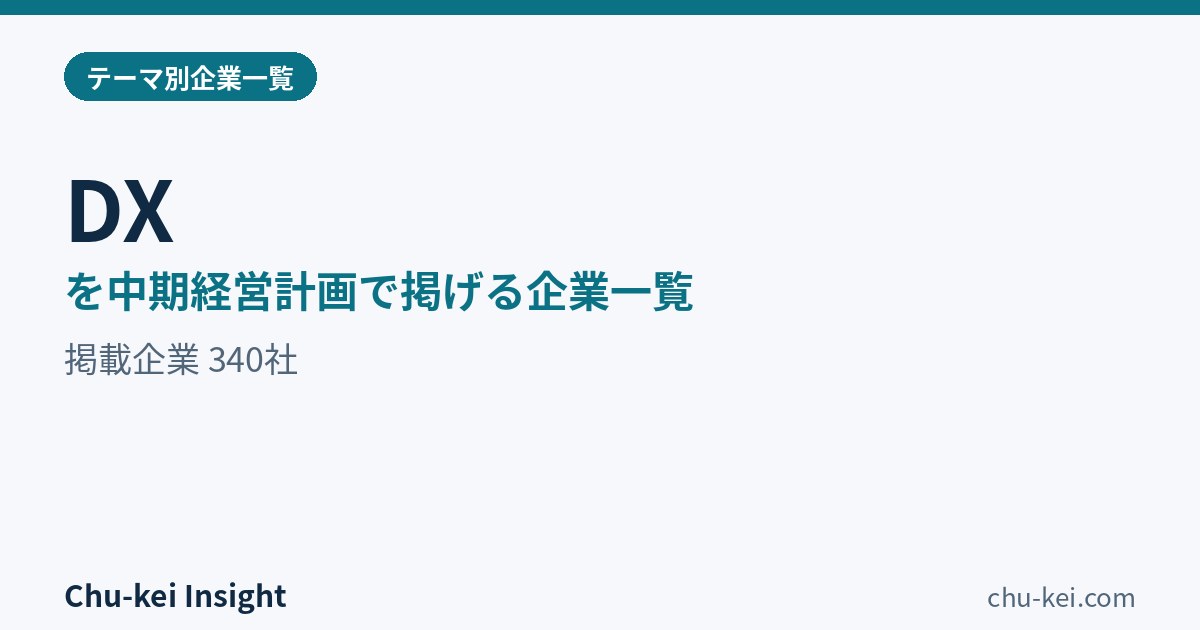 テーマ別企業一覧
DX
を中期経営計画で掲げる企業一覧
掲載企業 340社
Chu-kei Insight
chu-kei.com